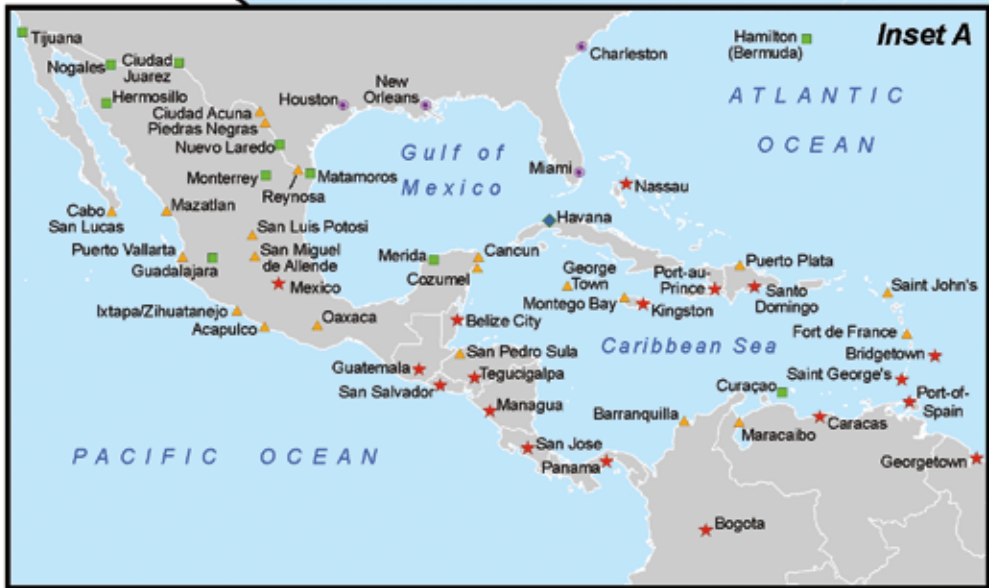 Inset A
Tijuana
Nogales
Ciudad
Juarez
Hermosillo
Houston
New
Orleans
Charleston
Hamilton
(Bermuda)
ATLANTIC
OCEAN
Ciudad Acuna
Piedras Negras
Nuevo Laredo
Monterrey
Reynosa
Matamoros
Gulf of
Mexico
Miami
Nassau
Cabo
San Lucas
Mazatlan
San Luis Potosi
Havana
Puerto Vallarta
Guadalajara
San Miguel
de Allende
Mexico
Merida
Cancun
Cozumel
George
Town
Montego Bay
Port-au-
Prince
Kingston
Puerto Plata
Santo
Domingo
Saint John's
Ixtapa/Zihuatanejo
Acapulco
Oaxaca
Belize City
Caribbean Sea
Fort de France
Bridgetown
Guatemala
San Salvador
San Pedro Sula
Tegucigalpa
Managua
Saint George's
Curaçao
Port-of-
Spain
Barranquilla
Maracaibo
Caracas
PACIFIC OCEAN
San Jose
Panama
Georgetown
Bogota